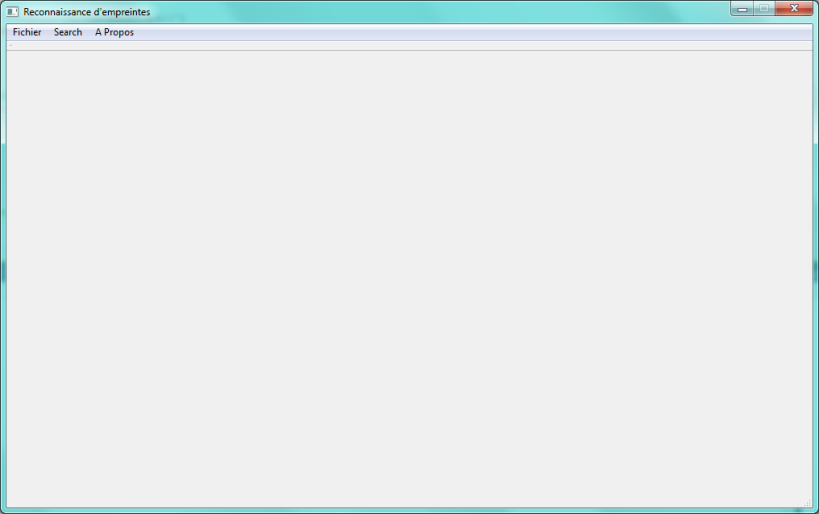 Reconnaissance d'empreintes
Fichier Search A Propos